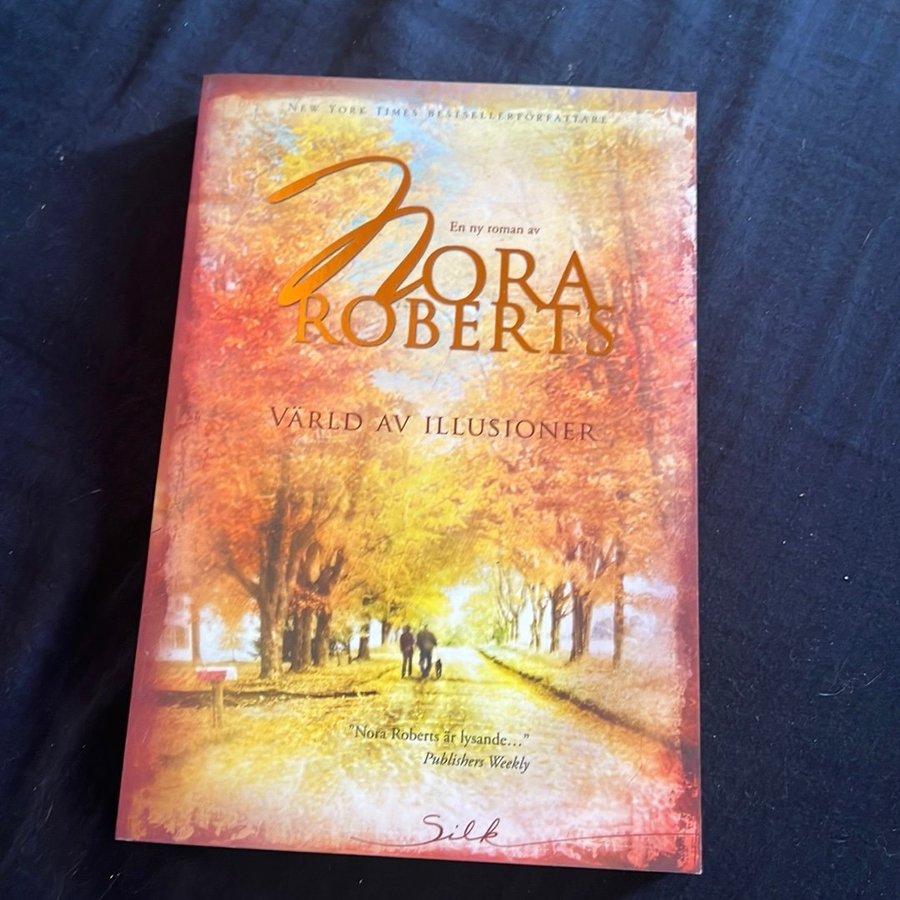 NEW YORK TIMES BESTSELLERFÖRFATTARE
En ny roman av
NORA
ROBERTS
VÄRLD AV ILLUSIONER
"Nora Roberts är lysande..."
Publishers Weekly
Silk